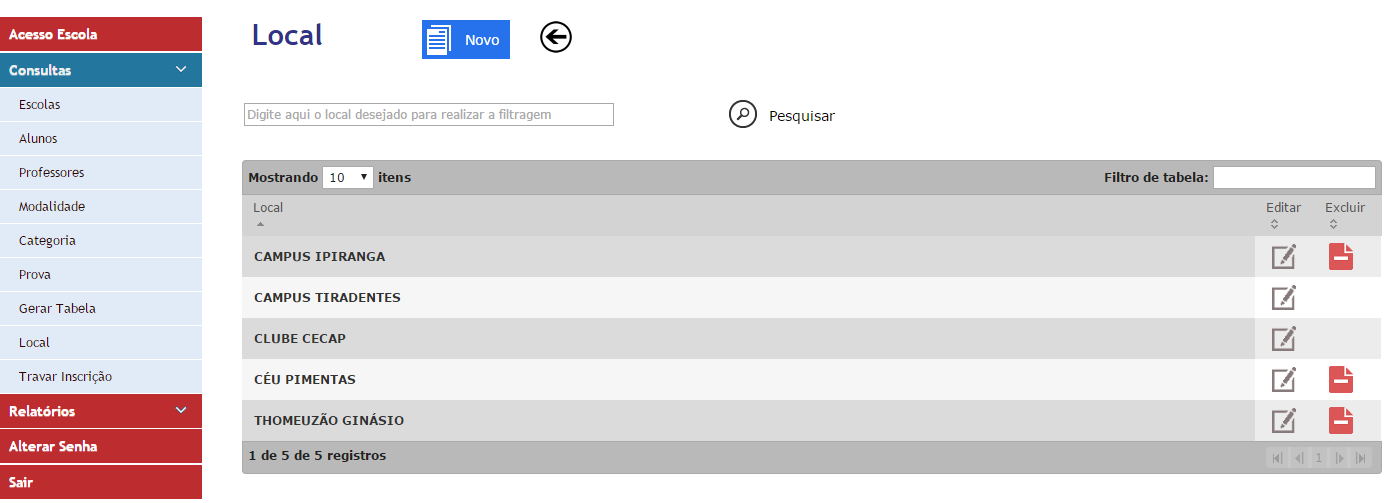 Acesso Escola
Consultas
Escolas
Alunos
Professores
Modalidade
Categoria
Prova
Gerar Tabela
Local
Travar Inscrição
Relatórios
Alterar Senha
Sair
Local
Novo
Digite aqui o local desejado para realizar a filtragem
Pesquisar
Mostrando 10 itens
Filtro de tabela:
Local Editar Excluir
CAMPUS IPIRANGA
CAMPUS TIRADENTES
CLUBE CECAP
CÉU PIMENTAS
THOMEUZÃO GINÁSIO
1 de 5 de 5 registros
1